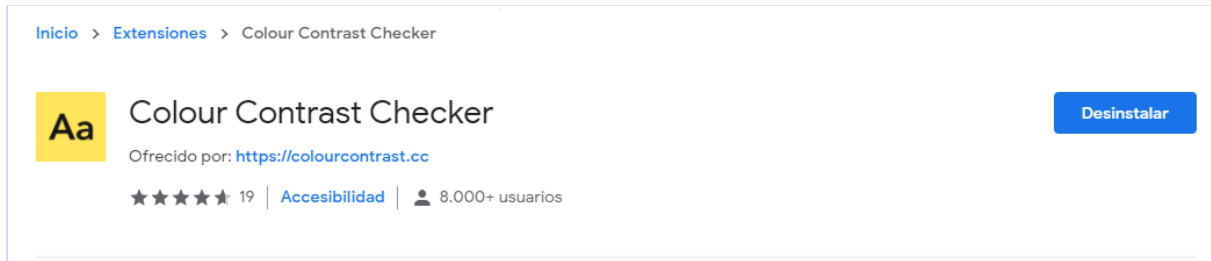 Inicio > Extensiones > Colour Contrast Checker
Aa
Colour Contrast Checker
Desinstalar
Ofrecido por: https://colourcontrast.cc
19 | Accesibilidad | 8.000+ usuarios